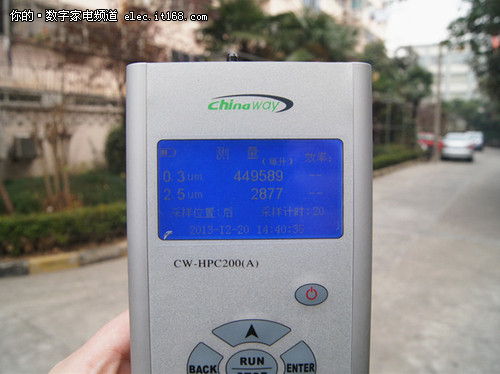 你的·数字家电频道 elec.it168.com
chinaway
测 量 (每升) 效率:
0.3um 449589 --
2.5um 2877 --
采样位置:后 采样计时:20
2013-12-20 14:40:35
CW-HPC200(A)
BACK RUN ENTER
STOP